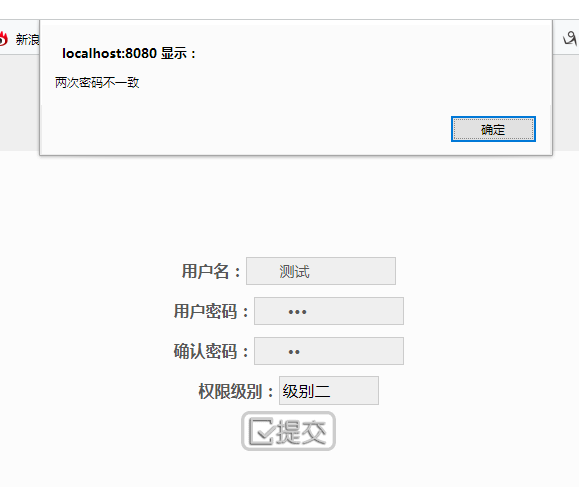 新浪
localhost:8080 显示：
两次密码不一致
确定
用户名： 测试
用户密码： •••
确认密码： ••
权限级别： 级别二
提交